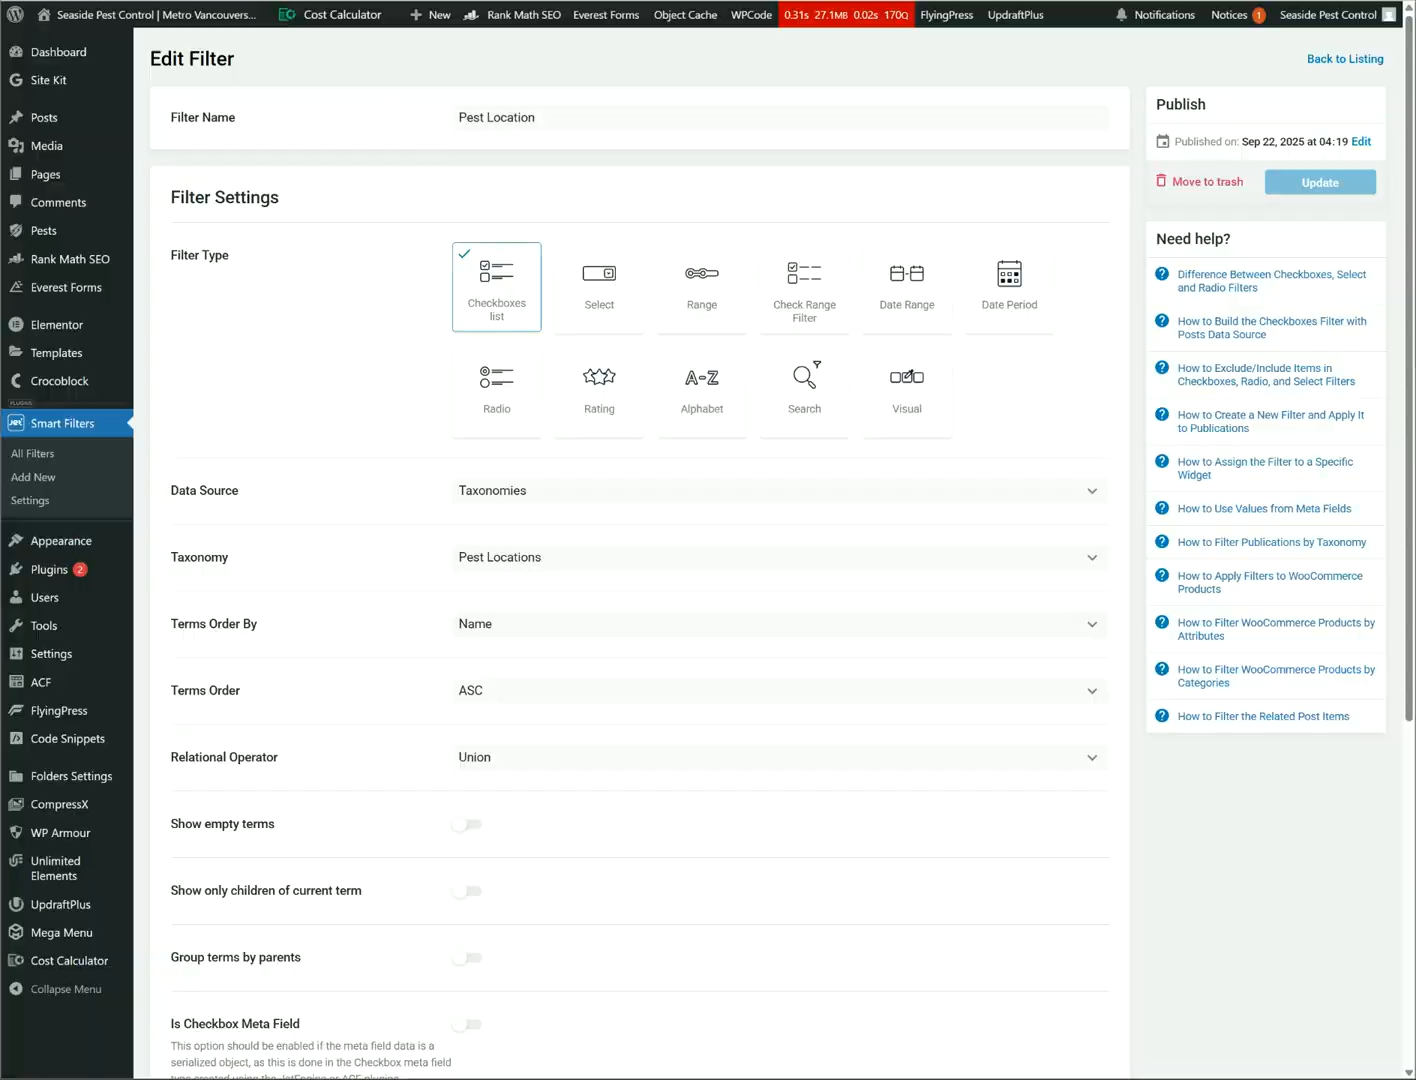 Seaside Pest Control | Metro Vancouvers...
Cost Calculator
New
Rank Math SEO
Everest Forms
Object Cache
WPCode
0.31s 27.1MB 0.02s 170Q
FlyingPress
UpdraftPlus
Notifications
Notices 1
Seaside Pest Control
Dashboard
Site Kit
Posts
Media
Pages
Comments
Pests
Rank Math SEO
Everest Forms
Elementor
Templates
Crocoblock
PLUGINS
Smart Filters
All Filters
Add New
Settings
Appearance
Plugins 2
Users
Tools
Settings
ACF
FlyingPress
Code Snippets
Folders Settings
CompressX
WP Armour
Unlimited
Elements
UpdraftPlus
Mega Menu
Cost Calculator
Collapse Menu
Edit Filter
Back to Listing
Filter Name
Pest Location
Filter Settings
Filter Type
Checkboxes
list
Select
Range
Check Range
Filter
Date Range
Date Period
Radio
Rating
A-Z
Alphabet
Search
Visual
Data Source
Taxonomies
Taxonomy
Pest Locations
Terms Order By
Name
Terms Order
ASC
Relational Operator
Union
Show empty terms
Show only children of current term
Group terms by parents
Is Checkbox Meta Field
This option should be enabled if the meta field data is a
serialized object, as this is done in the Checkbox meta field
type created using the JetEngine or ACF plugins
Publish
Published on: Sep 22, 2025 at 04:19 Edit
Move to trash
Update
Need help?
Difference Between Checkboxes, Select
and Radio Filters
How to Build the Checkboxes Filter with
Posts Data Source
How to Exclude/Include Items in
Checkboxes, Radio, and Select Filters
How to Create a New Filter and Apply It
to Publications
How to Assign the Filter to a Specific
Widget
How to Use Values from Meta Fields
How to Filter Publications by Taxonomy
How to Apply Filters to WooCommerce
Products
How to Filter WooCommerce Products by
Attributes
How to Filter WooCommerce Products by
Categories
How to Filter the Related Post Items